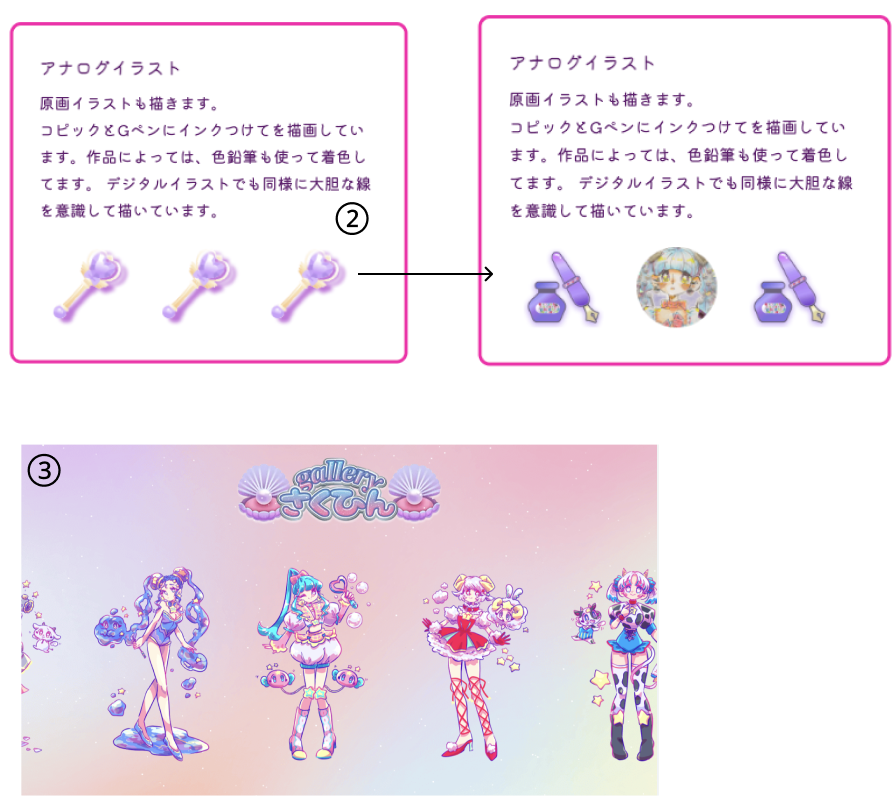 アナログイラスト
原画イラストも描きます。
コピックとGペンにインクつけてを描画してい
ます。作品によっては、色鉛筆も使って着色し
てます。 デジタルイラストでも同様に大胆な線
を意識して描いています。
②
アナログイラスト
原画イラストも描きます。
コピックとGペンにインクつけてを描画してい
ます。作品によっては、色鉛筆も使って着色し
てます。 デジタルイラストでも同様に大胆な線
を意識して描いています。
③
gallery
さくひん